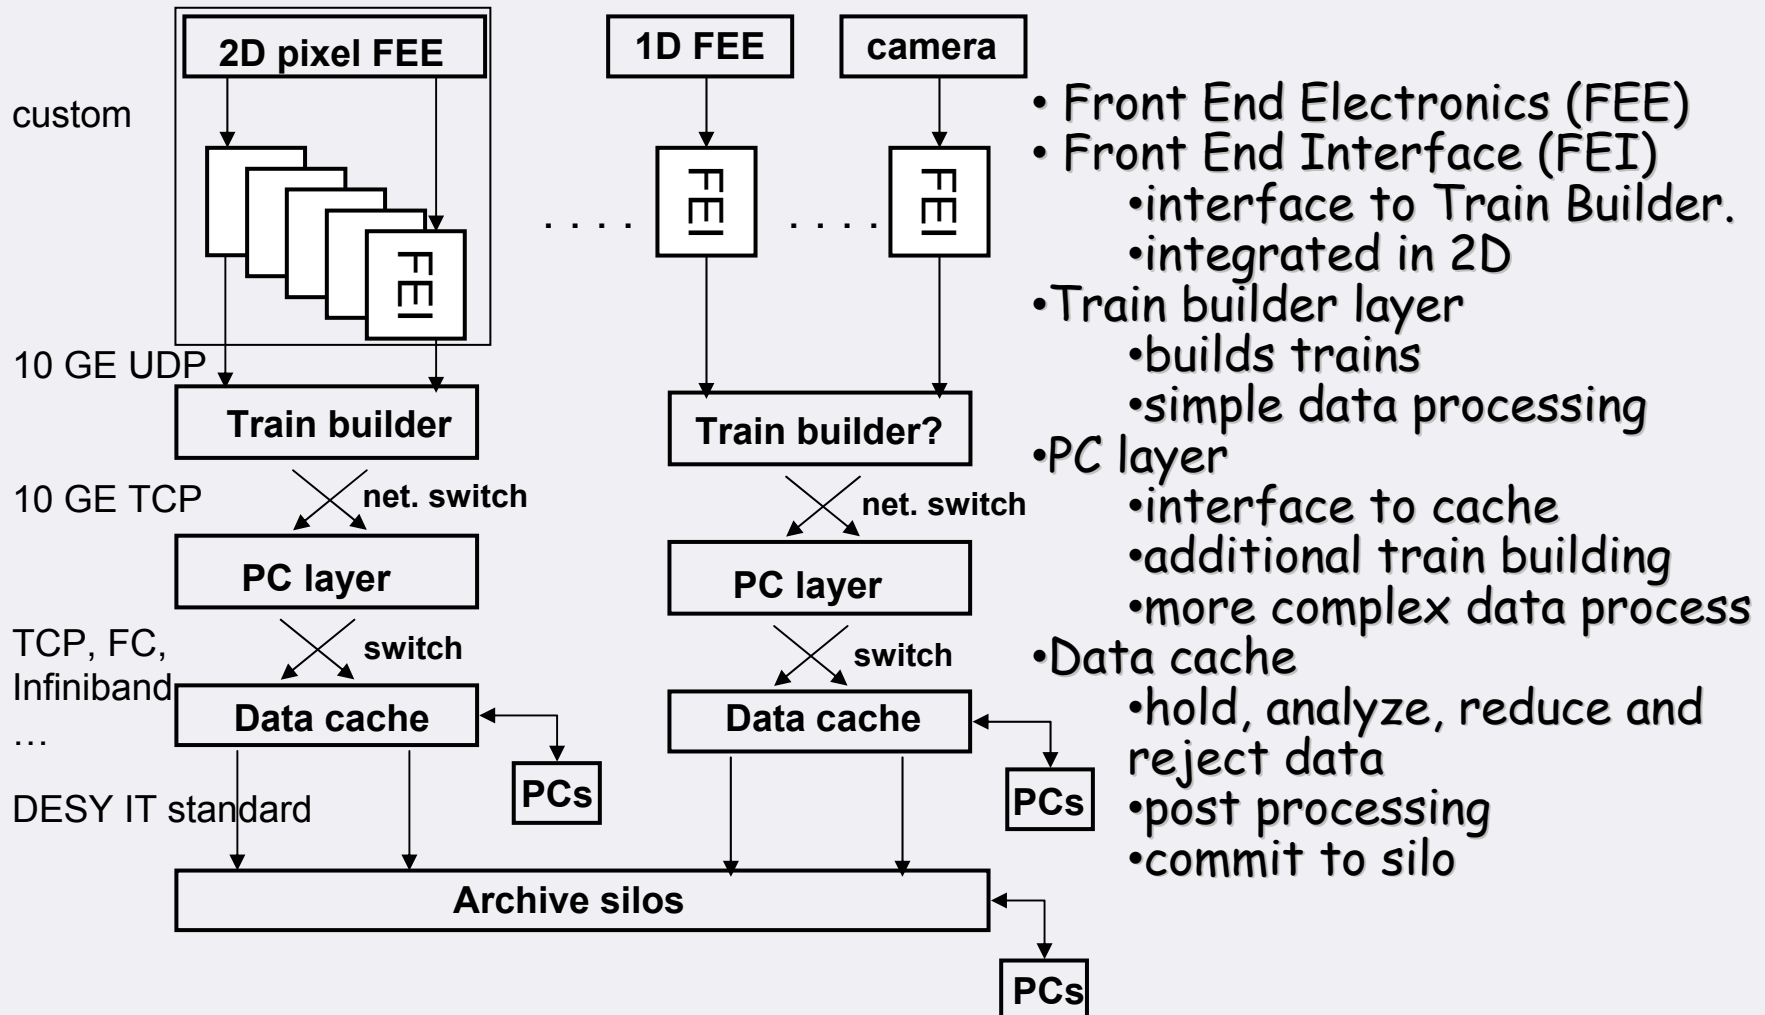 2D pixel FEE
1D FEE
camera
custom
FEI
FEI
FEI
. . . .
. . . .
10 GE UDP
Train builder
Train builder?
10 GE TCP
net. switch
net. switch
PC layer
PC layer
TCP, FC,
Infiniband
…
switch
switch
Data cache
Data cache
PCs
PCs
DESY IT standard
Archive silos
PCs
• Front End Electronics (FEE)
• Front End Interface (FEI)
•interface to Train Builder.
•integrated in 2D
•Train builder layer
•builds trains
•simple data processing
•PC layer
•interface to cache
•additional train building
•more complex data process
•Data cache
•hold, analyze, reduce and
reject data
•post processing
•commit to silo